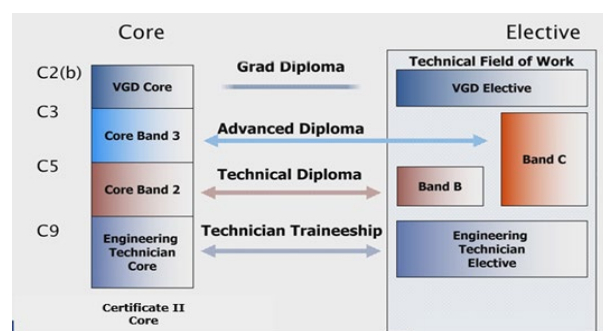 Core
Elective
C2(b)
VGD Core
Grad Diploma
Technical Field of Work
VGD Elective
C3
Core Band 3
Advanced Diploma
Band C
C5
Core Band 2
Technical Diploma
Band B
C9
Engineering
Technician
Core
Technician Traineeship
Engineering
Technician
Elective
Certificate II
Core